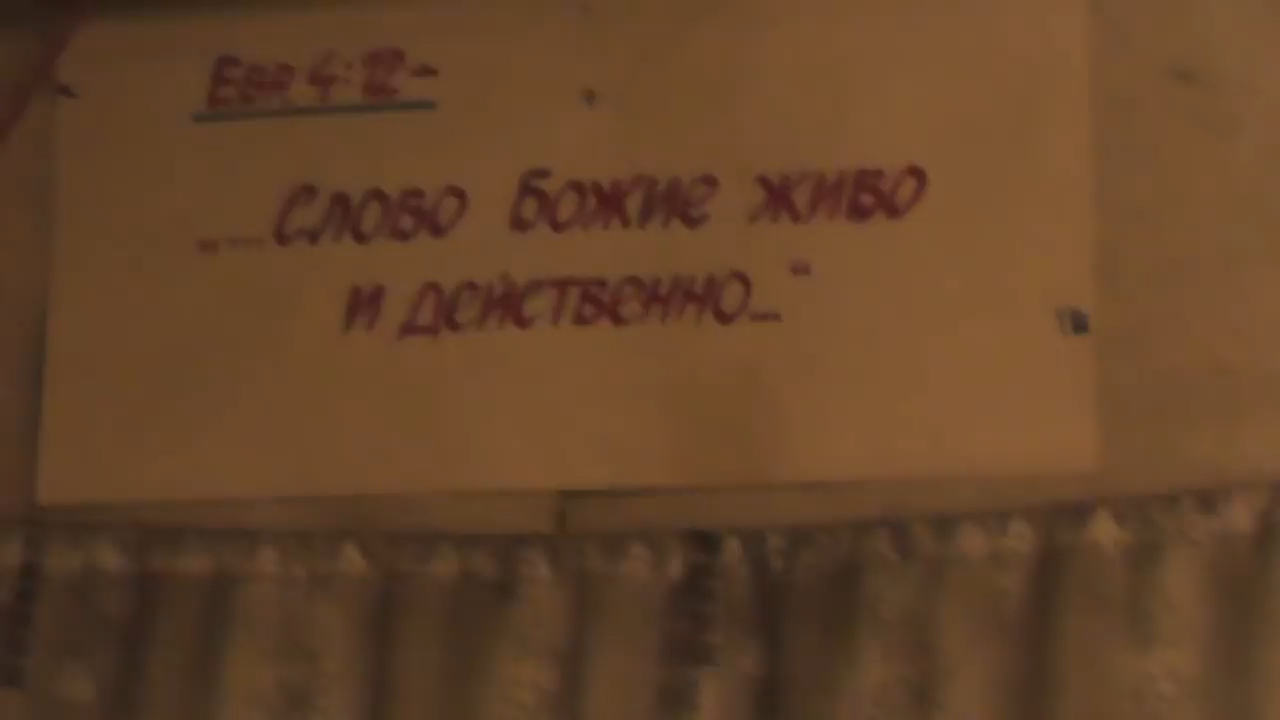 Евр 4:12-
„...слово Божие живо
и действенно..."